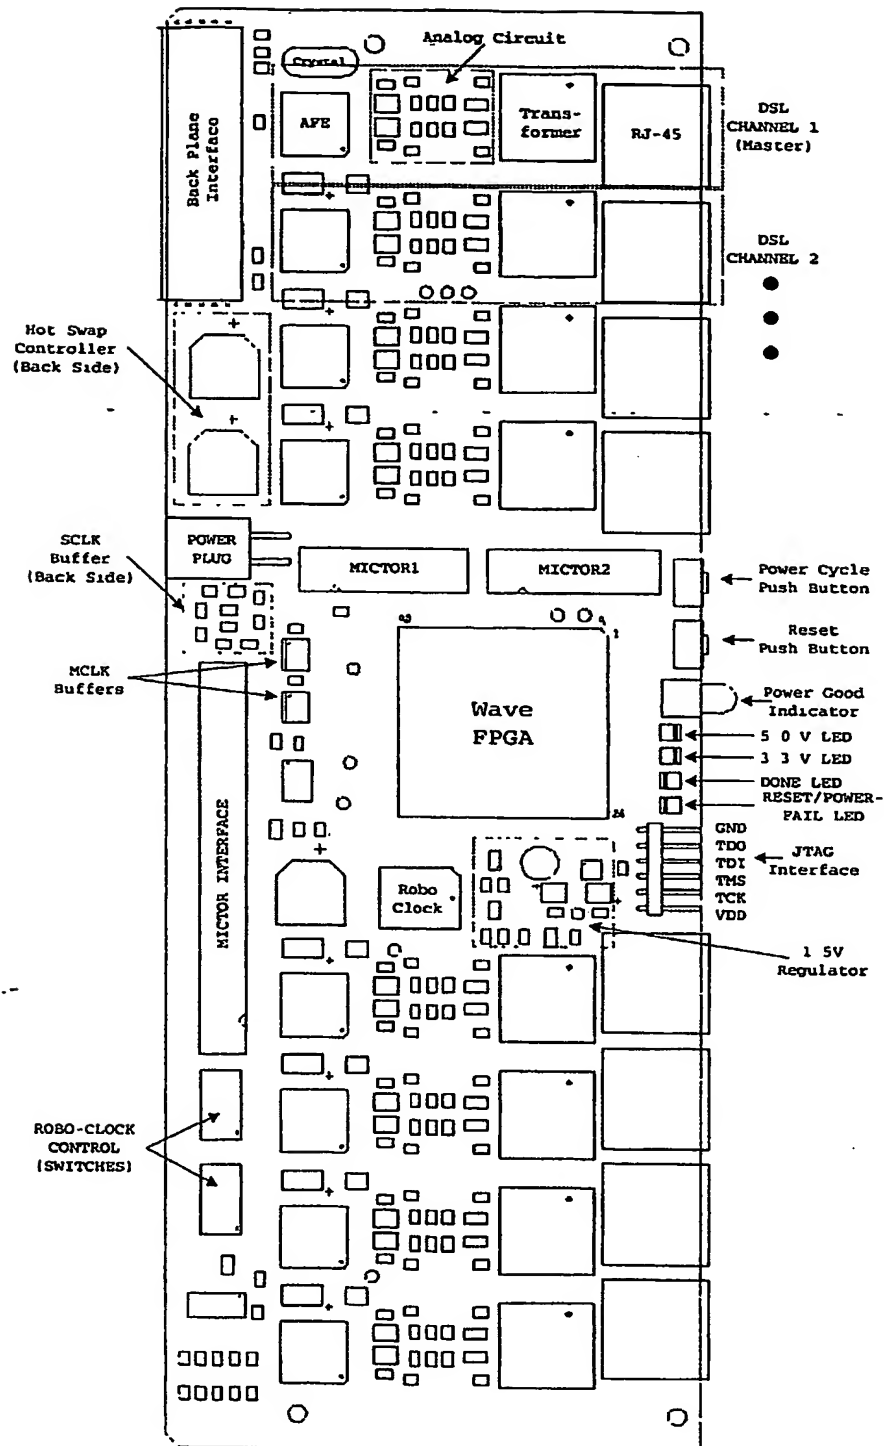 Analog Circuit
Crystal
AFE
Trans-
former
RJ-45
DSL
CHANNEL 1
(Master)
Back Plane
Interface
DSL
CHANNEL 2
Hot Swap
Controller
(Back Side)
SCLK
Buffer
(Back Side)
POWER
PLUG
MICTOR1
MICTOR2
Power Cycle
Push Button
Reset
Push Button
MCLK
Buffers
Wave
FPGA
1
Power Good
Indicator
5 0 V LED
3 3 V LED
DONE LED
RESET/POWER-
FAIL LED
MICTOR INTERFACE
Robo
Clock
GND
TDO
TDI
TMS
TCK
VDD
JTAG
Interface
1 5V
Regulator
ROBO-CLOCK
CONTROL
(SWITCHES)